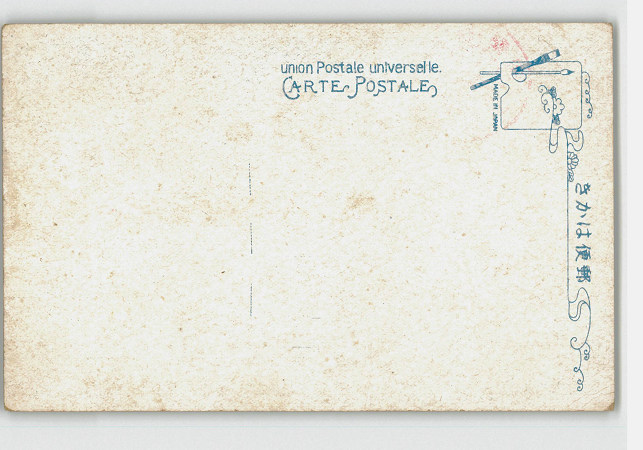 union Postale universelle.
CARTE POSTALE
MADE IN JAPAN
きかは便郵